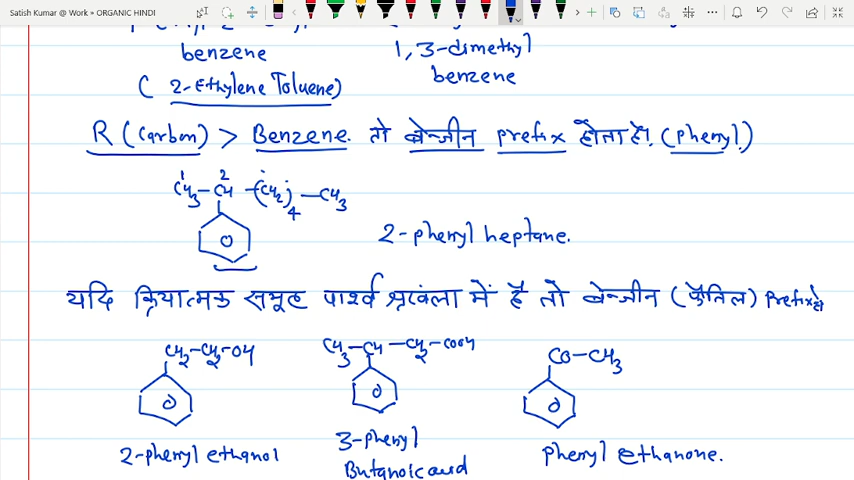 Satish Kumar @ Work » ORGANIC HINDI
benzene
1,3-dimethyl
benzene
(2-Ethylene Toluene)
R (Carbon) > Benzene. तो बेन्जीन prefix होता है। (phenyl)
1 2
CH3-CH-(CH2)4-CH3
2-phenyl heptane.
यदि क्रियात्मक समूह पार्श्व श्रृंखला में है तो बेन्जीन (फेनिल) Prefix है
CH2-CH2-OH
CH3-CH-CH2-COOH
CO-CH3
2-phenyl ethanol
3-phenyl
Butanoic acid
phenyl ethanone.